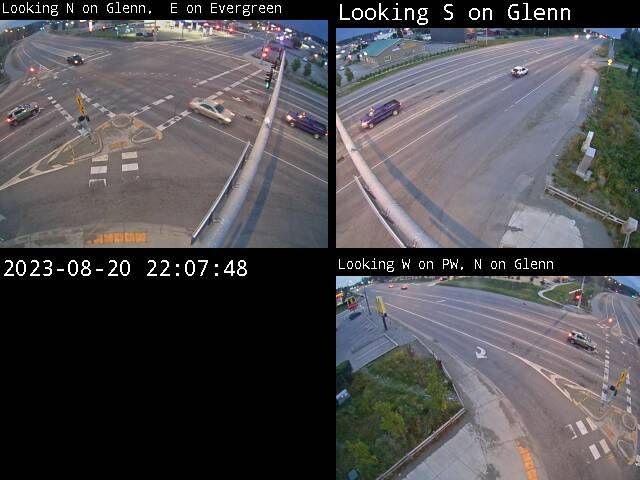 Looking N on Glenn,  E on Evergreen
Looking S on Glenn
2023-08-20 22:07:48
Looking W on PW, N on Glenn